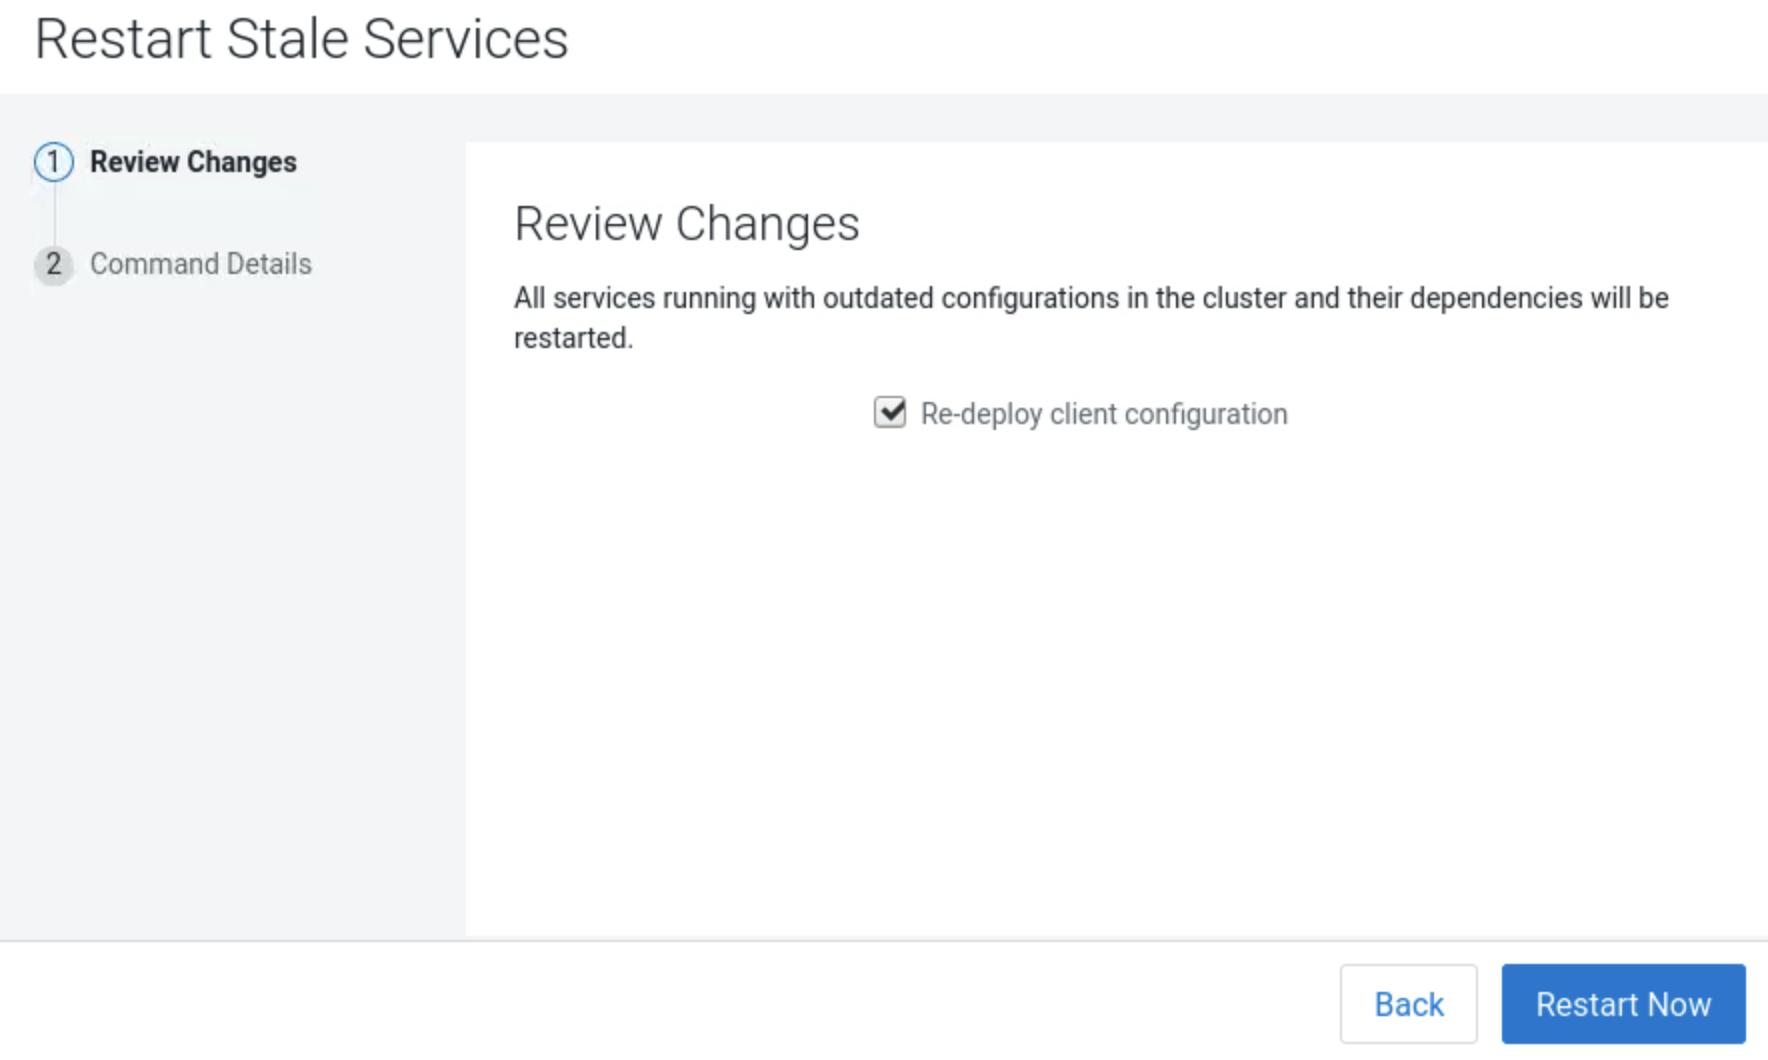 Restart Stale Services
1 Review Changes
2 Command Details
Review Changes
All services running with outdated configurations in the cluster and their dependencies will be
restarted.
Re-deploy client configuration
Back
Restart Now